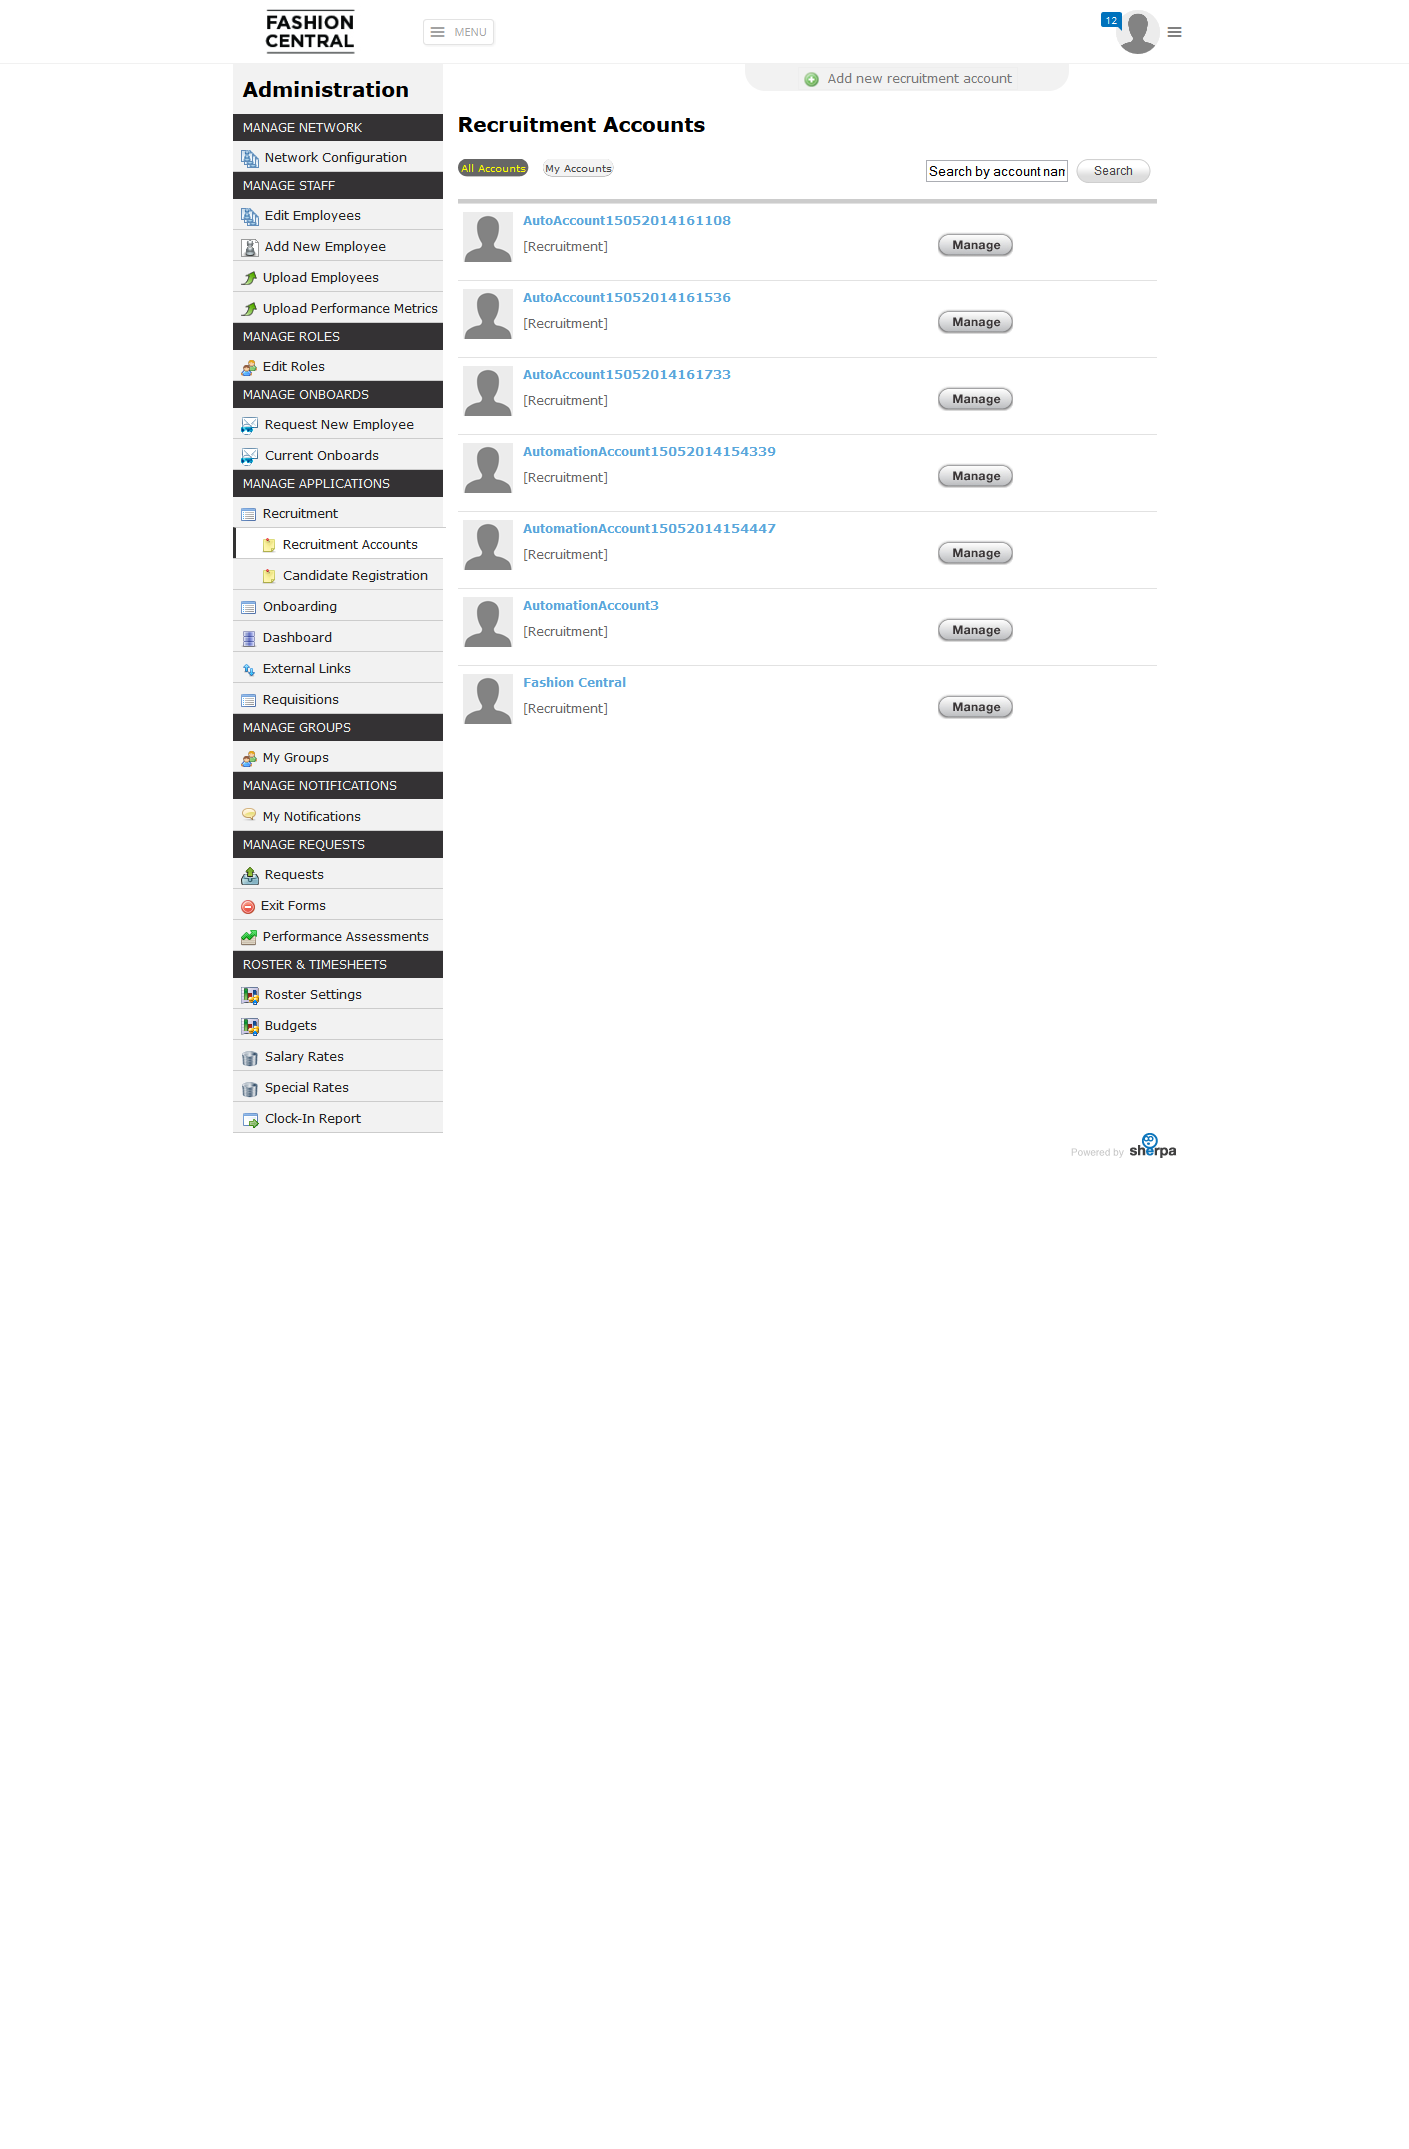 FASHION
CENTRAL
MENU
12
Administration
MANAGE NETWORK
Network Configuration
MANAGE STAFF
Edit Employees
Add New Employee
Upload Employees
Upload Performance Metrics
MANAGE ROLES
Edit Roles
MANAGE ONBOARDS
Request New Employee
Current Onboards
MANAGE APPLICATIONS
Recruitment
Recruitment Accounts
Candidate Registration
Onboarding
Dashboard
External Links
Requisitions
MANAGE GROUPS
My Groups
MANAGE NOTIFICATIONS
My Notifications
MANAGE REQUESTS
Requests
Exit Forms
Performance Assessments
ROSTER & TIMESHEETS
Roster Settings
Budgets
Salary Rates
Special Rates
Clock-In Report
Add new recruitment account
Recruitment Accounts
All Accounts My Accounts Search by account nam Search
AutoAccount15052014161108
[Recruitment]
Manage
AutoAccount15052014161536
[Recruitment]
Manage
AutoAccount15052014161733
[Recruitment]
Manage
AutomationAccount15052014154339
[Recruitment]
Manage
AutomationAccount15052014154447
[Recruitment]
Manage
AutomationAccount3
[Recruitment]
Manage
Fashion Central
[Recruitment]
Manage
Powered by sherpa